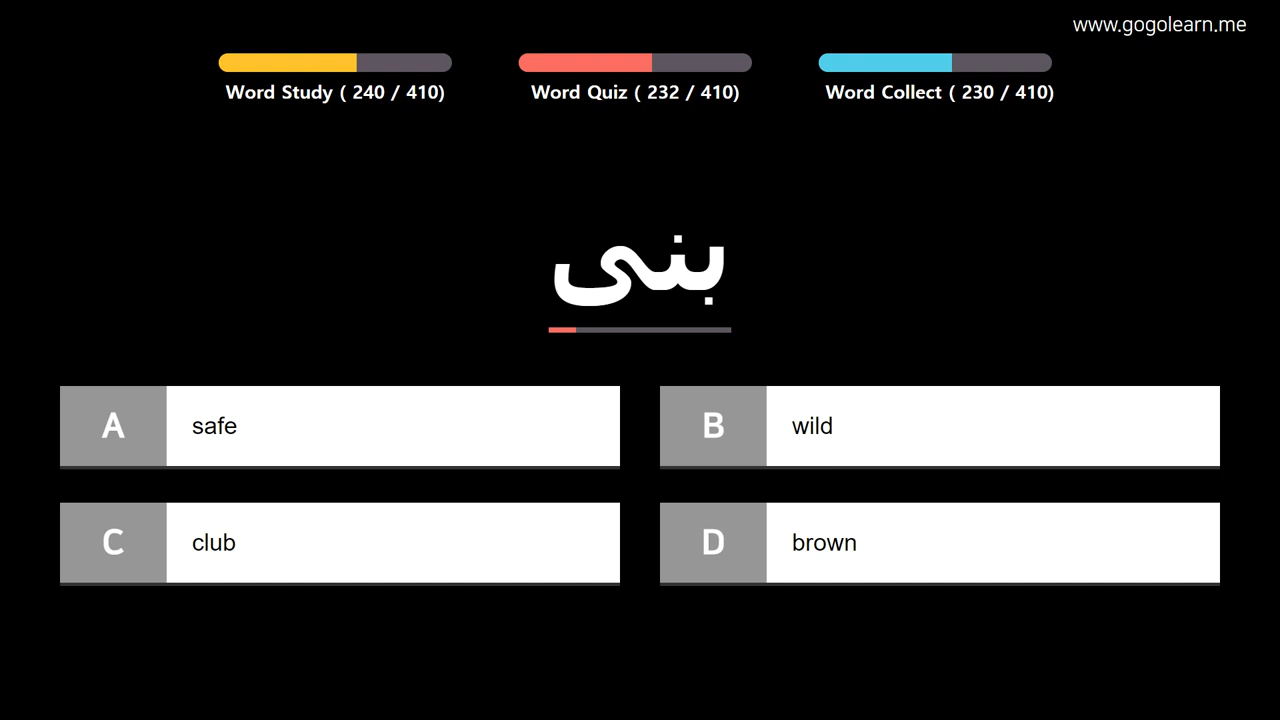 www.gogolearn.me
Word Study ( 240 / 410)
Word Quiz ( 232 / 410)
Word Collect ( 230 / 410)
بنى
A safe
B wild
C club
D brown